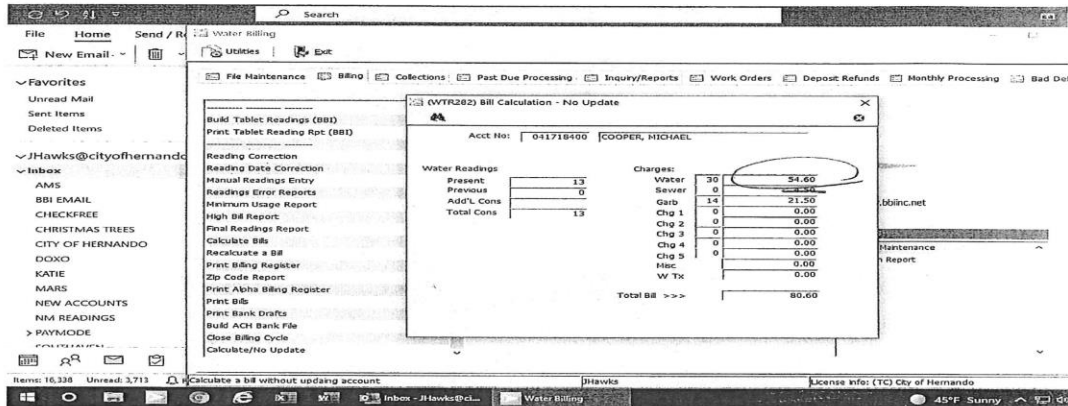 Search
File Home Send / Re
Water Billing
New Email
Utilities Exit
File Maintenance Billing Collections Past Due Processing Inquiry/Reports Work Orders Deposit Refunds Monthly Processing Bad De
Favorites
Unread Mail
Sent Items
Deleted Items
JHawks@cityofhernando
Inbox
AMS
BBI EMAIL
CHECKFREE
CHRISTMAS TREES
CITY OF HERNANDO
DOXO
KATIE
MARS
NEW ACCOUNTS
NM READINGS
PAYMODE
Items: 16,338 Unread: 3,713
Build Tablet Readings (BBI)
Print Tablet Reading Rpt (BBI)
Reading Correction
Reading Date Correction
Manual Readings Entry
Readings Error Reports
Minimum Usage Report
High Bill Report
Final Readings Report
Calculate Bills
Recalcuate a Bill
Print Billing Register
Zip Code Report
Print Alpha Billing Register
Print Bills
Print Bank Drafts
Build ACH Bank File
Close Billing Cycle
Calculate/No Update
(WTR282) Bill Calculation - No Update
Acct No: 041718400 COOPER, MICHAEL
Water Readings
Present 13
Previous 0
Add'L Cons
Total Cons 13
Charges:
Water 30 54.60
Sewer 0 4.50
Garb 14 21.50
Chg 1 0 0.00
Chg 2 0 0.00
Chg 3 0 0.00
Chg 4 0 0.00
Chg 5 0 0.00
Misc 0.00
W Tx 0.00
Total Bill >>> 80.60
.bbiinc.net
Maintenance
n Report
Calculate a bill without updaing account
JHawks
License info: (TC) City of Hernando
Inbox - JHawks@ci...
Water Billing
45°F Sunny